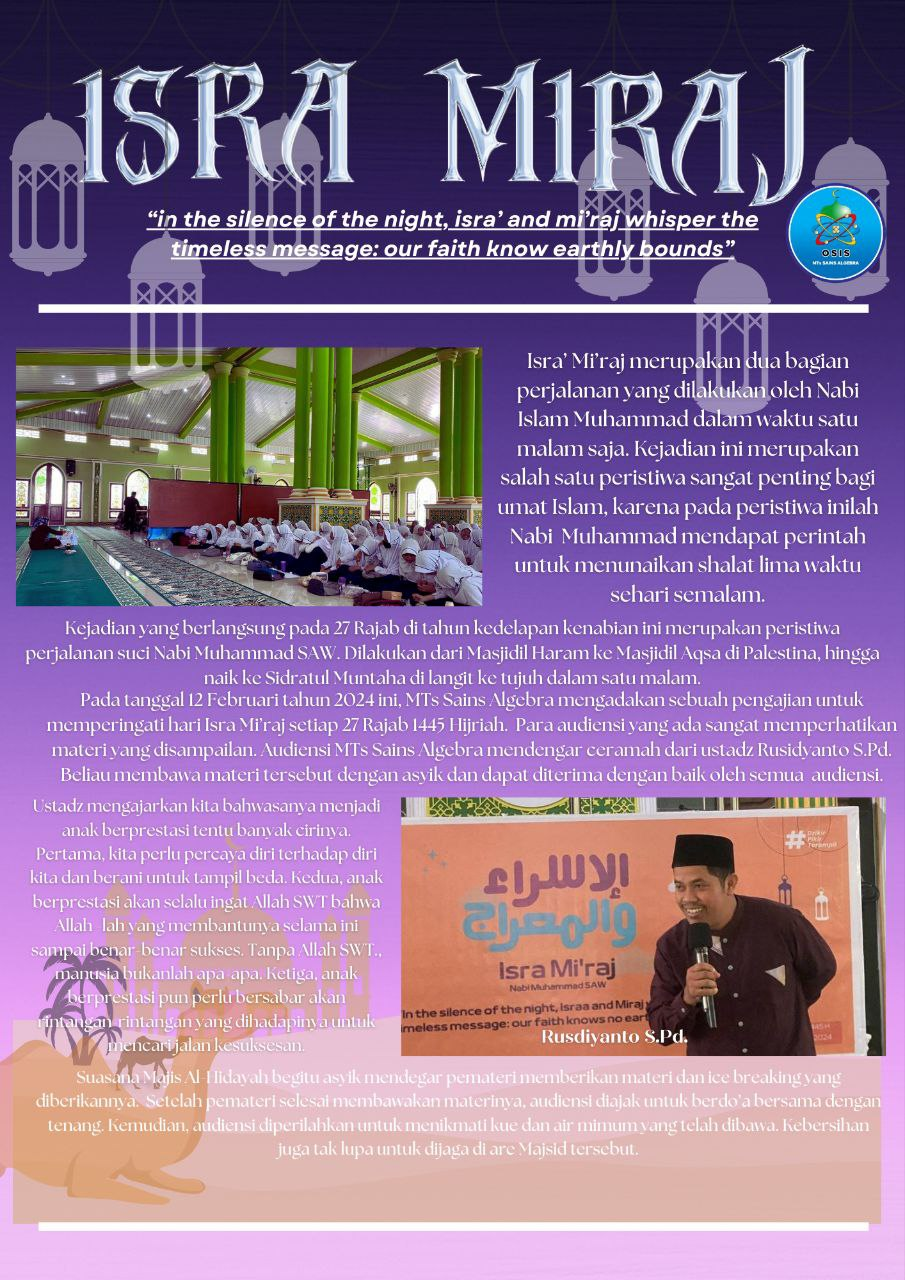 ISRA MIRAJ
“in the silence of the night, isra’ and mi’raj whisper the
timeless message: our faith know earthly bounds”
OSIS
MTs SAINS ALGEBRA
Isra’ Mi’raj merupakan dua bagian
perjalanan yang dilakukan oleh Nabi
Islam Muhammad dalam waktu satu
malam saja. Kejadian ini merupakan
salah satu peristiwa sangat penting bagi
umat Islam, karena pada peristiwa inilah
Nabi Muhammad mendapat perintah
untuk menunaikan shalat lima waktu
sehari semalam.
Kejadian yang berlangsung pada 27 Rajab di tahun kedelapan kenabian ini merupakan peristiwa
perjalanan suci Nabi Muhammad SAW. Dilakukan dari Masjidil Haram ke Masjidil Aqsa di Palestina, hingga
naik ke Sidratul Muntaha di langit ke tujuh dalam satu malam.
Pada tanggal 12 Februari tahun 2024 ini, MTs Sains Algebra mengadakan sebuah pengajian untuk
memperingati hari Isra Mi’raj setiap 27 Rajab 1445 Hijriah. Para audiensi yang ada sangat memperhatikan
materi yang disampailan. Audiensi MTs Sains Algebra mendengar ceramah dari ustadz Rusidyanto S.Pd.
Beliau membawa materi tersebut dengan asyik dan dapat diterima dengan baik oleh semua audiensi.
Ustadz mengajarkan kita bahwasanya menjadi
anak berprestasi tentu banyak cirinya.
Pertama, kita perlu percaya diri terhadap diri
kita dan berani untuk tampil beda. Kedua, anak
berprestasi akan selalu ingat Allah SWT bahwa
Allah-lah yang membantunya selama ini
sampai benar-benar sukses. Tanpa Allah SWT.,
manusia bukanlah apa-apa. Ketiga, anak
berprestasi pun perlu bersabar akan
rintangan-rintangan yang dihadapinya untuk
mencari jalan kesuksesan.
#Dzikir
Pikir
Terampil
الإسراء
والمعراج
Isra Mi'raj
Nabi Muhammad SAW
In the silence of the night, Israa and Miraj
timeless message: our faith knows no eart
H
2024
Rusdiyanto S.Pd.
Suasana Majis Al-Hidayah begitu asyik mendegar pemateri memberikan materi dan ice breaking yang
diberikannya. Setelah pemateri selesai membawakan materinya, audiensi diajak untuk berdo’a bersama dengan
tenang. Kemudian, audiensi diperilahkan untuk menikmati kue dan air mimum yang telah dibawa. Kebersihan
juga tak lupa untuk dijaga di are Majsid tersebut.